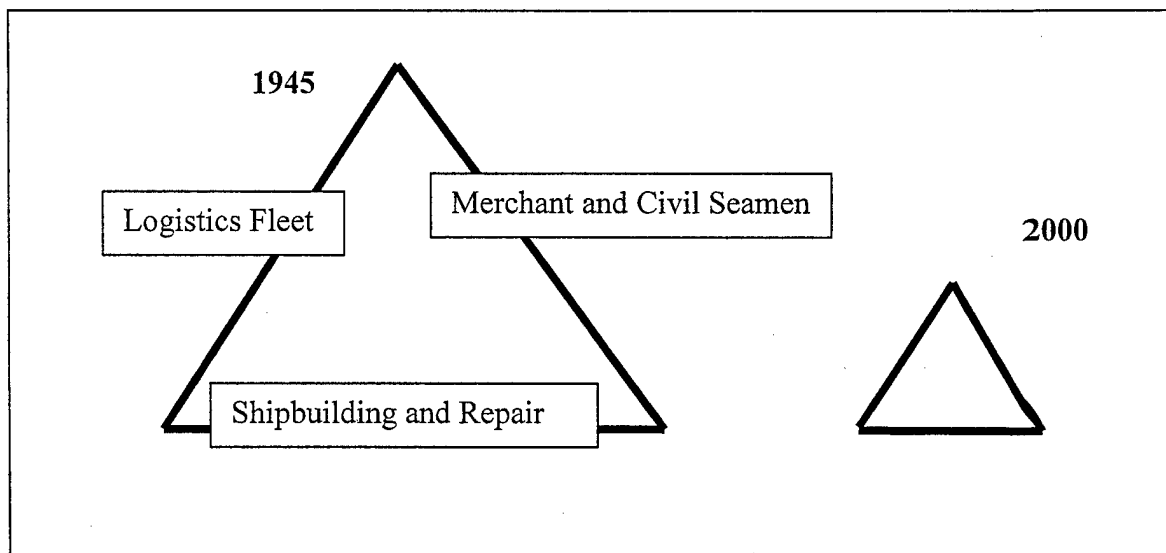 1945
Logistics Fleet
Merchant and Civil Seamen
2000
Shipbuilding and Repair